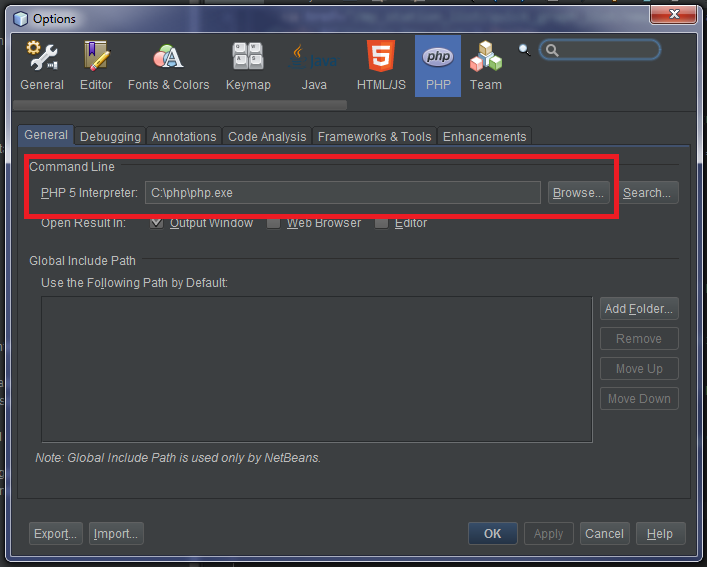 Options
php
General Editor Fonts & Colors Keymap Java HTML/JS PHP Team
General Debugging Annotations Code Analysis Frameworks & Tools Enhancements
Command Line
PHP 5 Interpreter: C:\php\php.exe Browse... Search...
Open Result In: Output Window Web Browser Editor
Global Include Path
Use the Following Path by Default:
Add Folder...
Remove
Move Up
Move Down
Note: Global Include Path is used only by NetBeans.
Export... Import... OK Apply Cancel Help